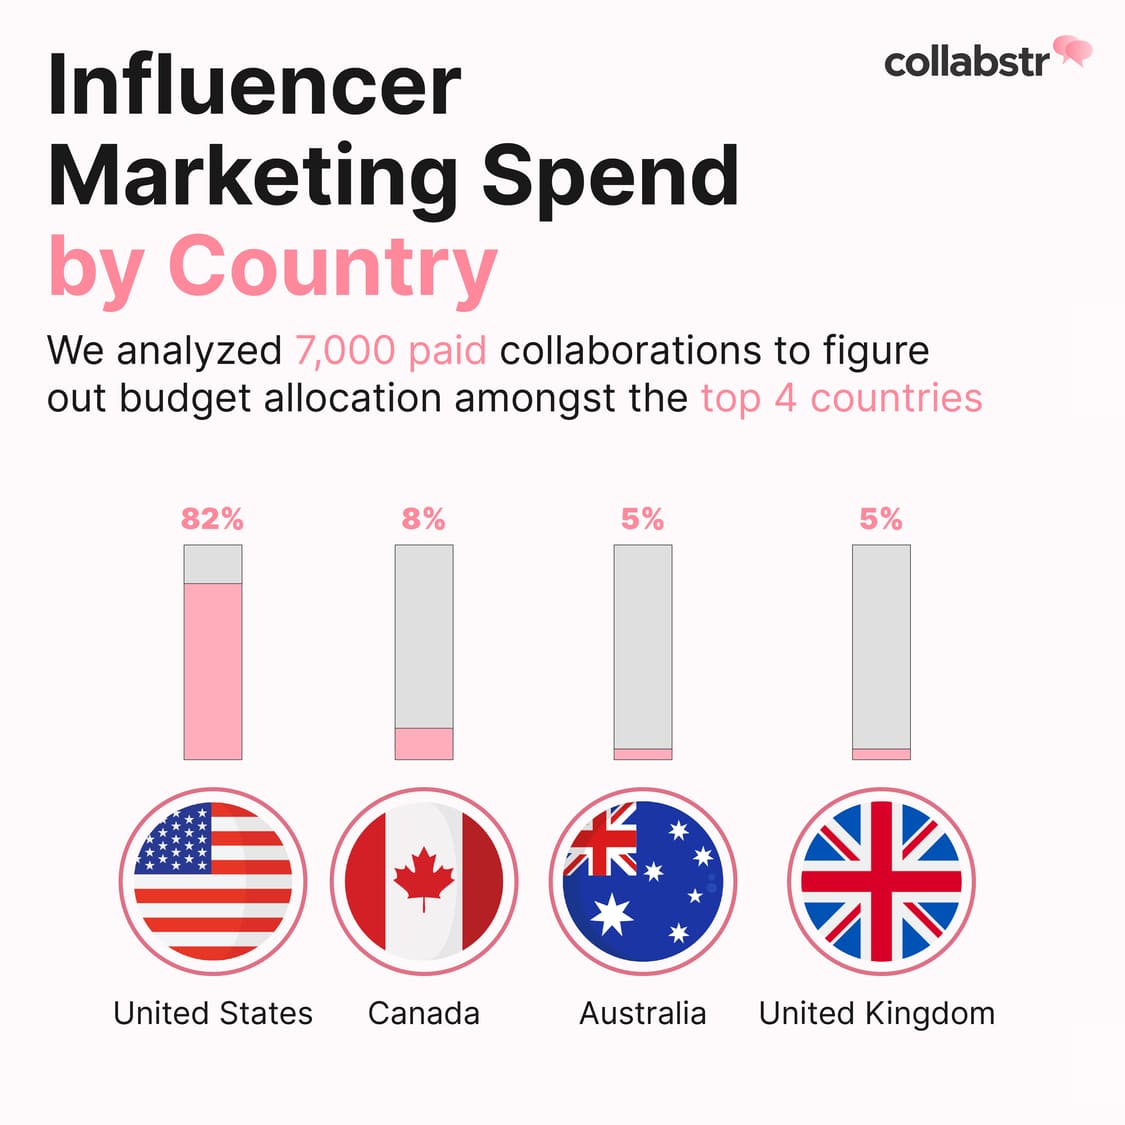 Influencer
Marketing Spend
by Country
collabstr
We analyzed 7,000 paid collaborations to figure
out budget allocation amongst the top 4 countries
82% 8% 5% 5%
United States Canada Australia United Kingdom